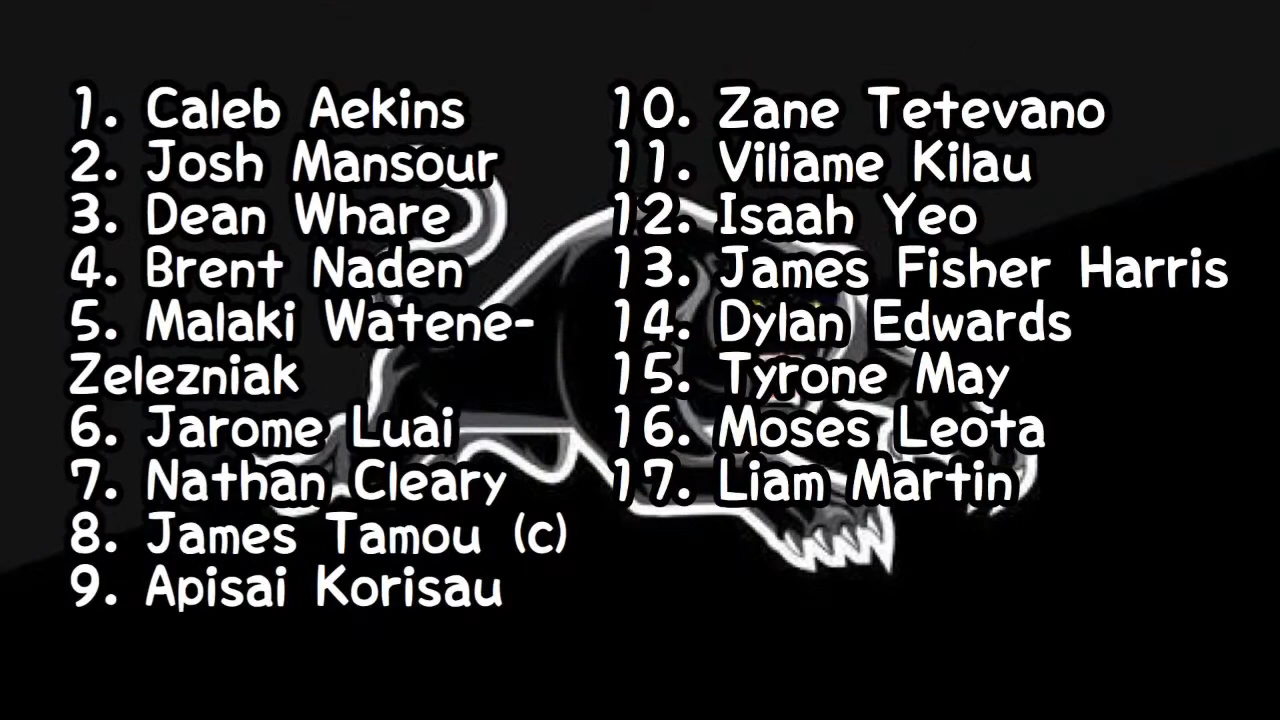 1. Caleb Aekins
2. Josh Mansour
3. Dean Whare
4. Brent Naden
5. Malaki Watene-
Zelezniak
6. Jarome Luai
7. Nathan Cleary
8. James Tamou (c)
9. Apisai Korisau
10. Zane Tetevano
11. Viliame Kilau
12. Isaah Yeo
13. James Fisher Harris
14. Dylan Edwards
15. Tyrone May
16. Moses Leota
17. Liam Martin